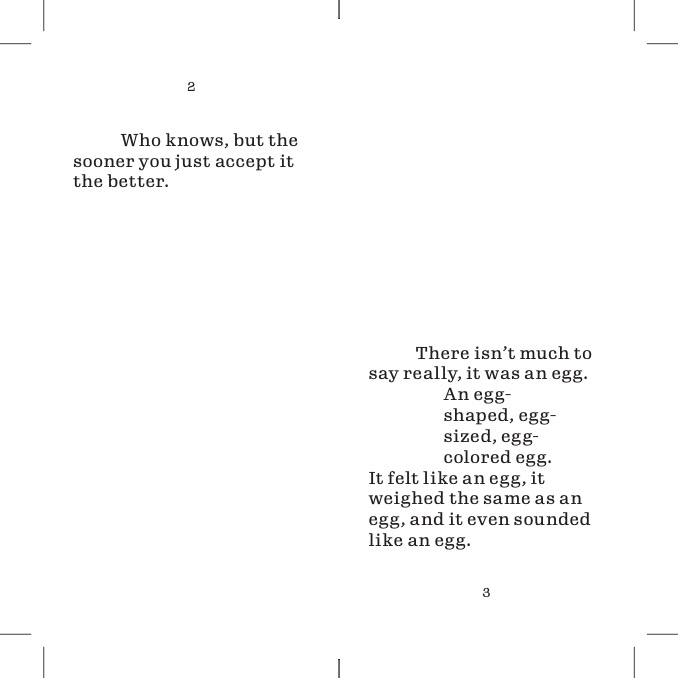 2
Who knows, but the
sooner you just accept it
the better.
There isn’t much to
say really, it was an egg.
An egg-
shaped, egg-
sized, egg-
colored egg.
It felt like an egg, it
weighed the same as an
egg, and it even sounded
like an egg.
3